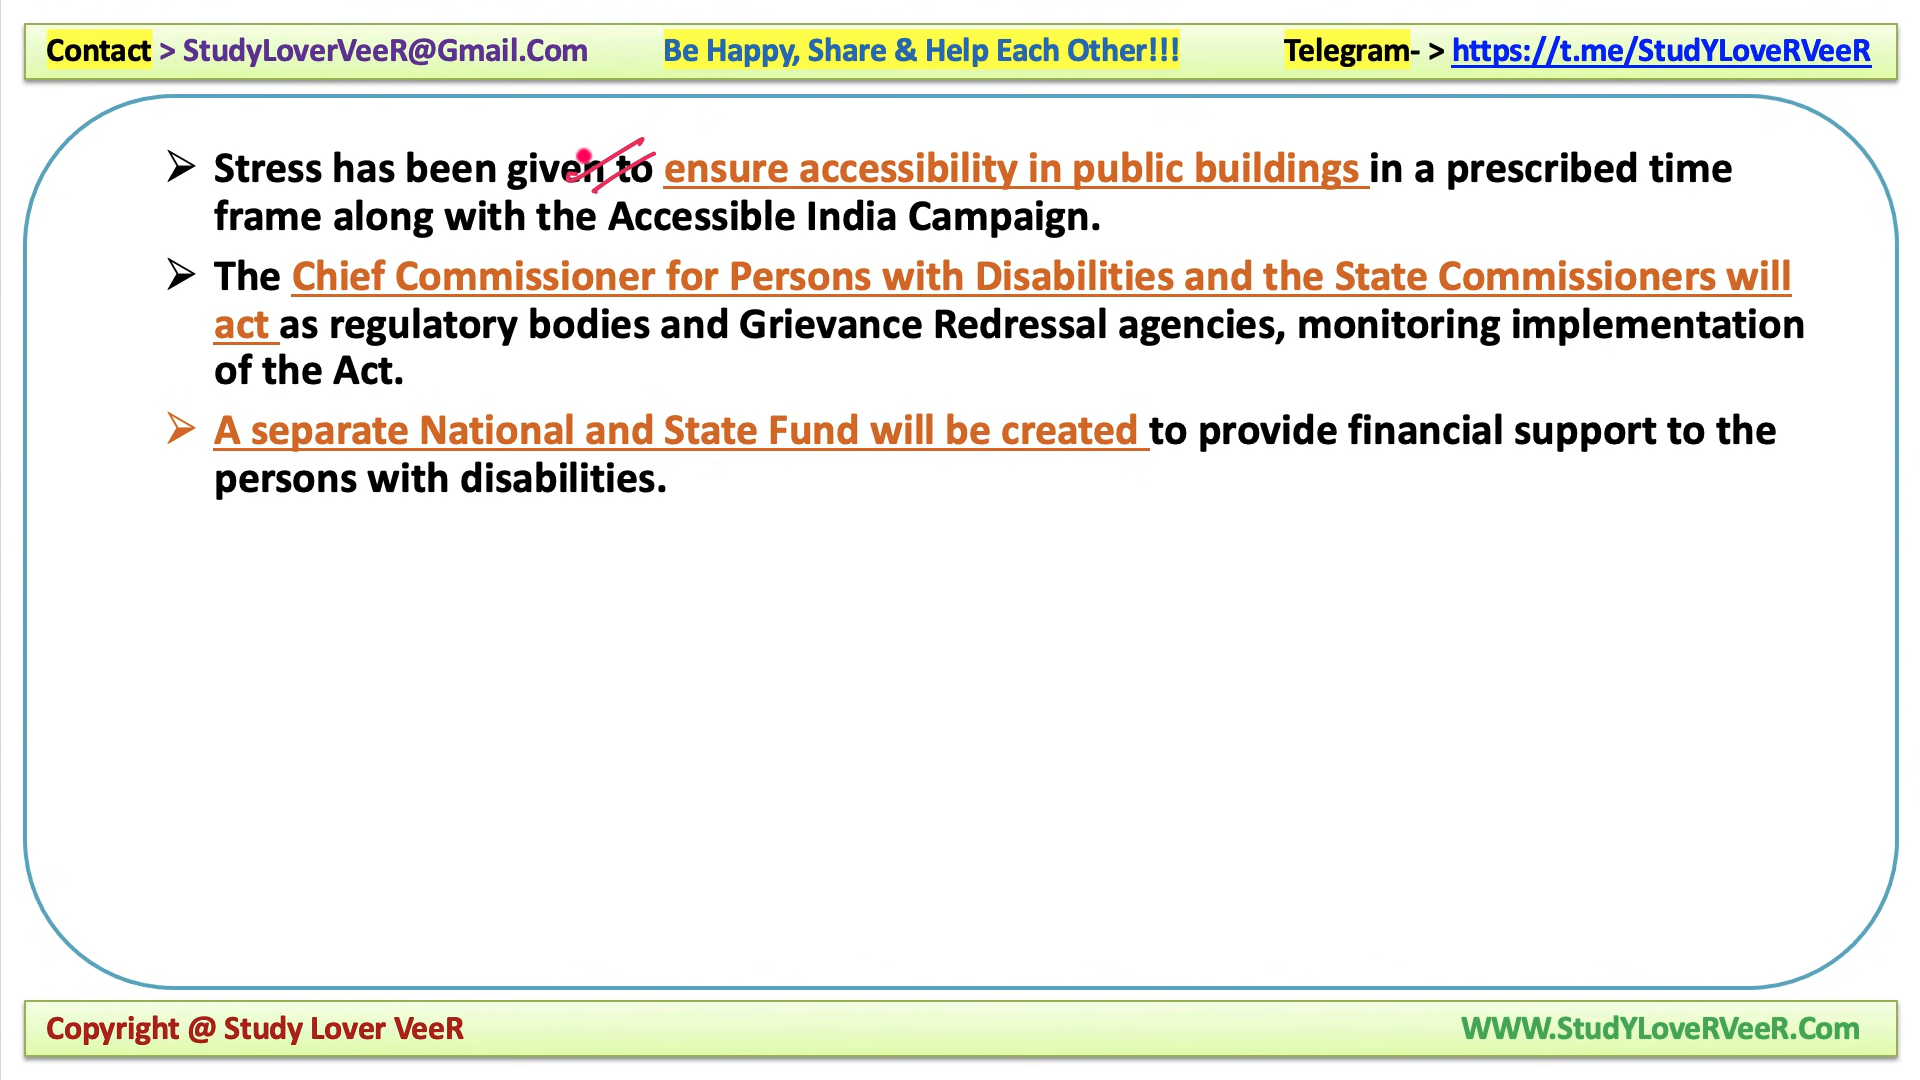 Contact > StudyLoverVeeR@Gmail.Com Be Happy, Share & Help Each Other!!! Telegram- > https://t.me/StudYLoveRVeeR
➢ Stress has been given to ensure accessibility in public buildings in a prescribed time
frame along with the Accessible India Campaign.
➢ The Chief Commissioner for Persons with Disabilities and the State Commissioners will
act as regulatory bodies and Grievance Redressal agencies, monitoring implementation
of the Act.
➢ A separate National and State Fund will be created to provide financial support to the
persons with disabilities.
Copyright @ Study Lover VeeR WWW.StudYLoveRVeeR.Com